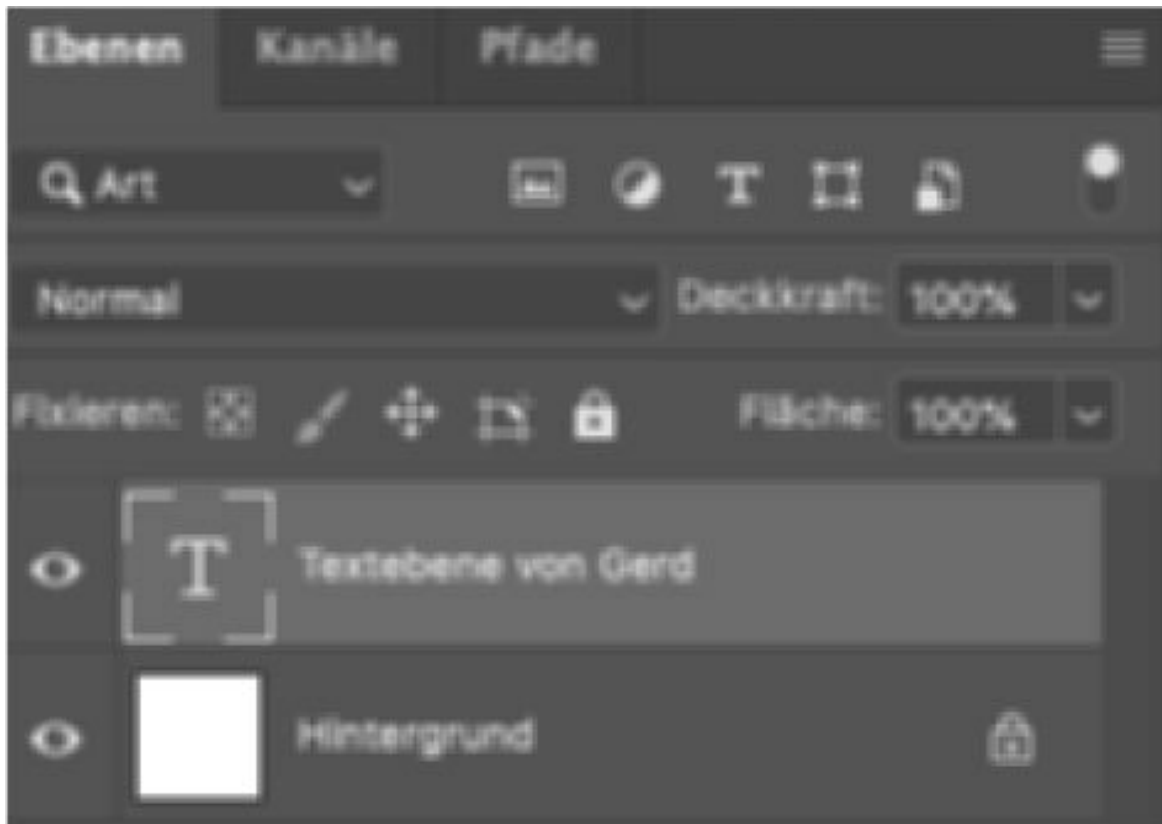 Ebenen Kanäle Pfade
Art
Normal Deckkraft: 100%
Fixieren: Fläche: 100%
T Textebene von Gerd
Hintergrund